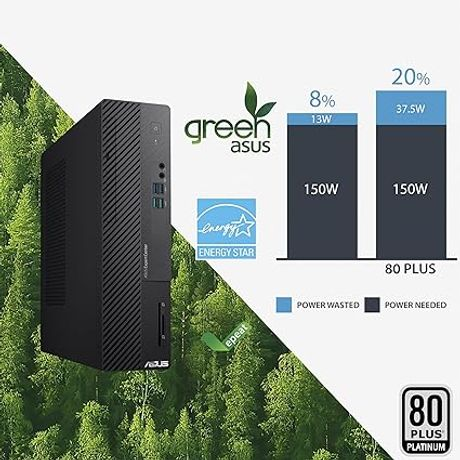 green
asus
energy
ENERGY STAR
8%
13W
150W
20%
37.5W
150W
80 PLUS
POWER WASTED
POWER NEEDED
ASUS
epeat
80
PLUS
PLATINUM